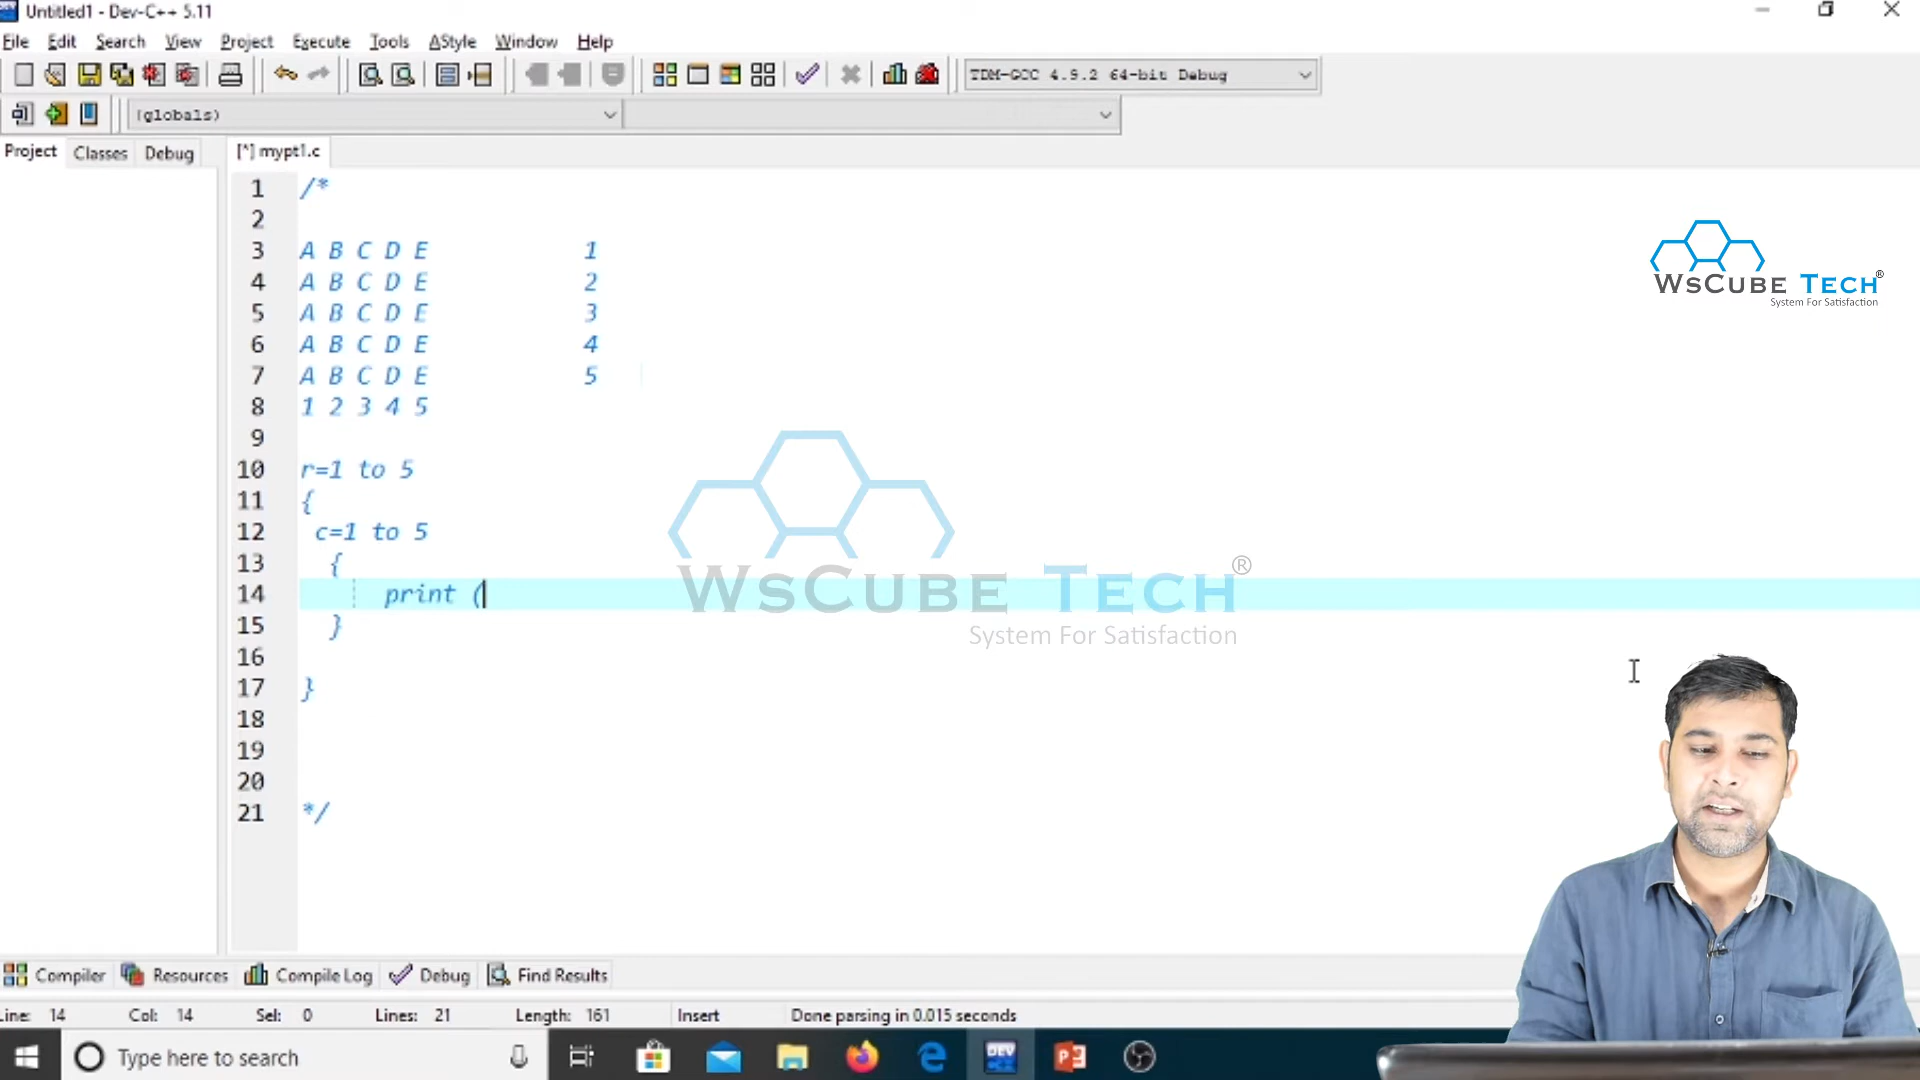 Untitled1 - Dev-C++ 5.11
File Edit Search View Project Execute Tools AStyle Window Help
TDM-GCC 4.9.2 64-bit Debug
(globals)
Project Classes Debug [*] mypt1.c
1 /*
2
3 A B C D E 1
4 A B C D E 2
5 A B C D E 3
6 A B C D E 4
7 A B C D E 5
8 1 2 3 4 5
9
10 r=1 to 5
11 {
12 c=1 to 5
13 {
14 print (
15 }
16
17 }
18
19
20
21 */
WsCube Tech®
System For Satisfaction
WsCube Tech®
System For Satisfaction
Compiler Resources Compile Log Debug Find Results
Line: 14 Col: 14 Sel: 0 Lines: 21 Length: 161 Insert Done parsing in 0.015 seconds
Type here to search
DEV